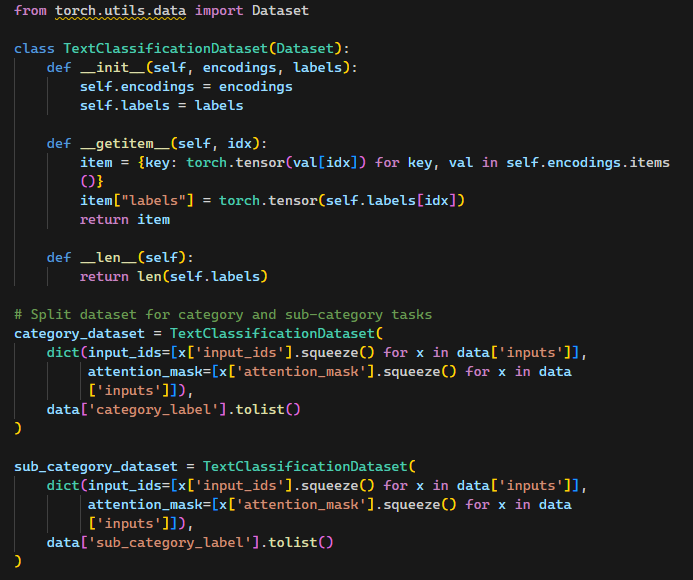 from torch.utils.data import Dataset

class TextClassificationDataset(Dataset):
    def __init__(self, encodings, labels):
        self.encodings = encodings
        self.labels = labels

    def __getitem__(self, idx):
        item = {key: torch.tensor(val[idx]) for key, val in self.encodings.items
        ()}
        item["labels"] = torch.tensor(self.labels[idx])
        return item

    def __len__(self):
        return len(self.labels)

# Split dataset for category and sub-category tasks
category_dataset = TextClassificationDataset(
    dict(input_ids=[x['input_ids'].squeeze() for x in data['inputs']],
         attention_mask=[x['attention_mask'].squeeze() for x in data
         ['inputs']]),
    data['category_label'].tolist()
)

sub_category_dataset = TextClassificationDataset(
    dict(input_ids=[x['input_ids'].squeeze() for x in data['inputs']],
         attention_mask=[x['attention_mask'].squeeze() for x in data
         ['inputs']]),
    data['sub_category_label'].tolist()
)